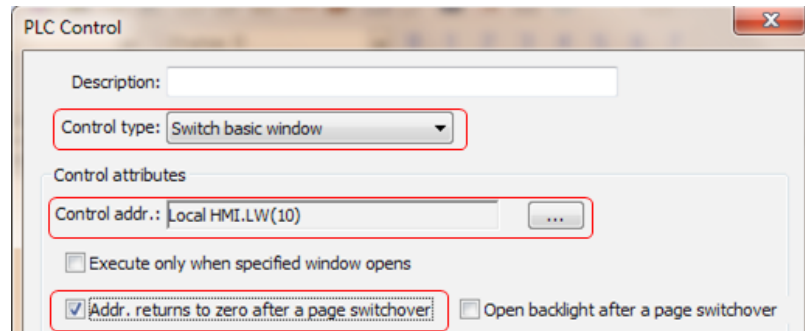 PLC Control
x
Description:
Control type: Switch basic window
Control attributes
Control addr.: Local HMI.LW(10) ...
Execute only when specified window opens
Addr. returns to zero after a page switchover Open backlight after a page switchover